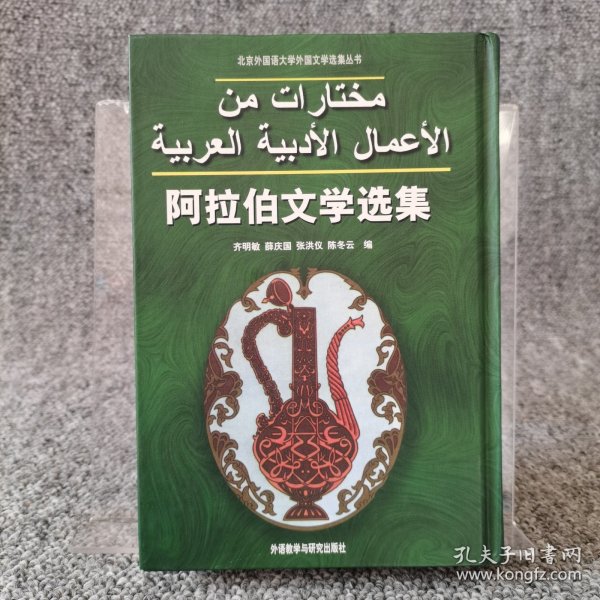 北京外国语大学外国文学选集丛书
مختارات من
الأعمال الأدبية العربية
阿拉伯文学选集
齐明敏 薛庆国 张洪仪 陈冬云 编
外语教学与研究出版社
孔夫子旧书网
www.kongfz.com